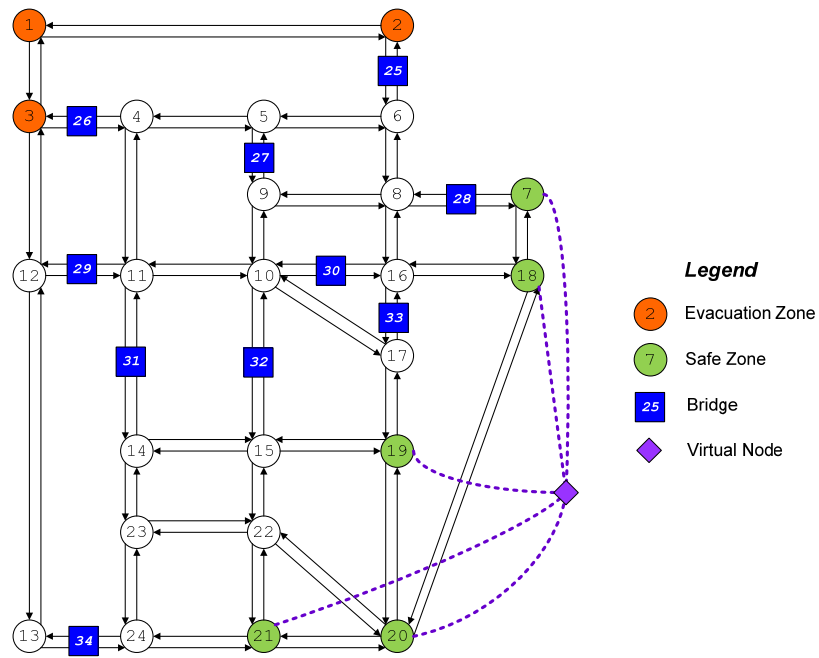 1 2
25
3 26 4 5 6
27
9 8 28 7
12 29 11 10 30 16 18
33
31 32 17
14 15 19
23 22
13 34 24 21 20
Legend
2 Evacuation Zone
7 Safe Zone
25 Bridge
Virtual Node